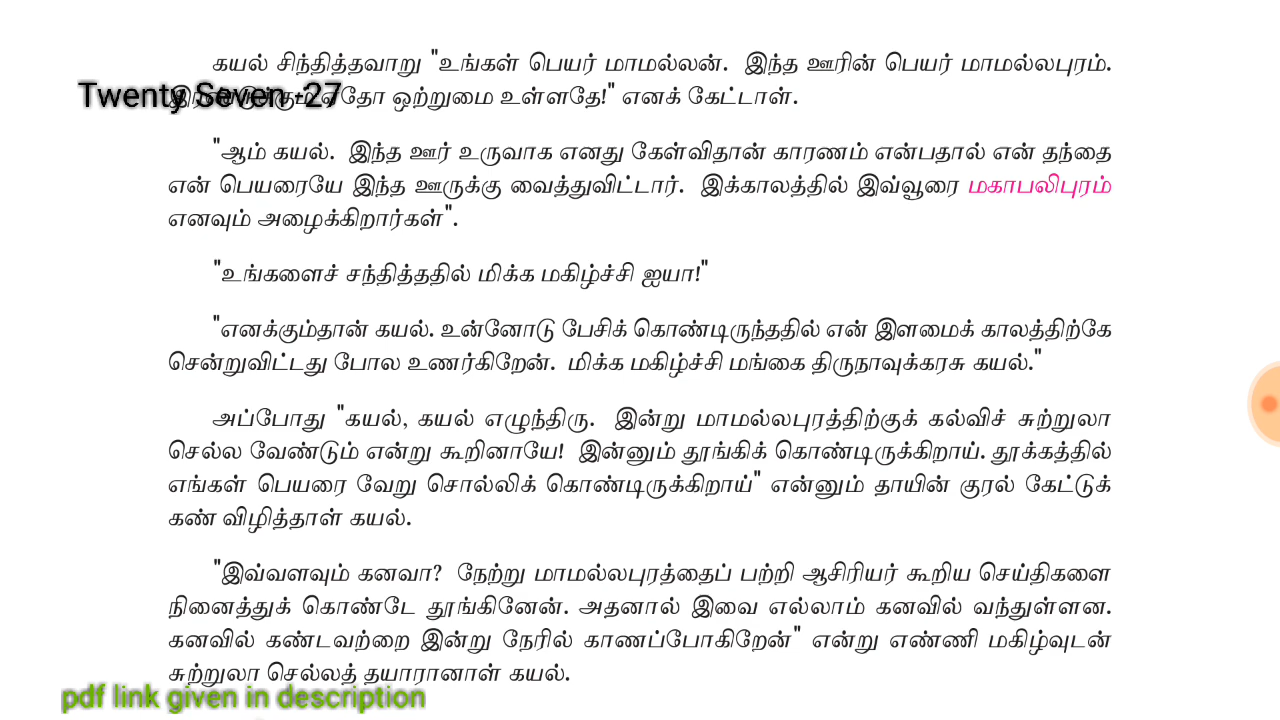 கயல் சிந்தித்தவாறு "உங்கள் பெயர் மாமல்லன். இந்த ஊரின் பெயர் மாமல்லபுரம்.
Twenty Seven -27
ஏதோ ஒற்றுமை உள்ளதே!" எனக் கேட்டாள்.
"ஆம் கயல். இந்த ஊர் உருவாக எனது கேள்விதான் காரணம் என்பதால் என் தந்தை
என் பெயரையே இந்த ஊருக்கு வைத்துவிட்டார். இக்காலத்தில் இவ்வூரை மகாபலிபுரம்
எனவும் அழைக்கிறார்கள்".
"உங்களைச் சந்தித்ததில் மிக்க மகிழ்ச்சி ஐயா!"
"எனக்கும்தான் கயல். உன்னோடு பேசிக் கொண்டிருந்ததில் என் இளமைக் காலத்திற்கே
சென்றுவிட்டது போல உணர்கிறேன். மிக்க மகிழ்ச்சி மங்கை திருநாவுக்கரசு கயல்."
அப்போது "கயல், கயல் எழுந்திரு. இன்று மாமல்லபுரத்திற்குக் கல்விச் சுற்றுலா
செல்ல வேண்டும் என்று கூறினாயே! இன்னும் தூங்கிக் கொண்டிருக்கிறாய். தூக்கத்தில்
எங்கள் பெயரை வேறு சொல்லிக் கொண்டிருக்கிறாய்" என்னும் தாயின் குரல் கேட்டுக்
கண் விழித்தாள் கயல்.
"இவ்வளவும் கனவா? நேற்று மாமல்லபுரத்தைப் பற்றி ஆசிரியர் கூறிய செய்திகளை
நினைத்துக் கொண்டே தூங்கினேன். அதனால் இவை எல்லாம் கனவில் வந்துள்ளன.
கனவில் கண்டவற்றை இன்று நேரில் காணப்போகிறேன்" என்று எண்ணி மகிழ்வுடன்
சுற்றுலா செல்லத் தயாரானாள் கயல்.
pdf link given in description